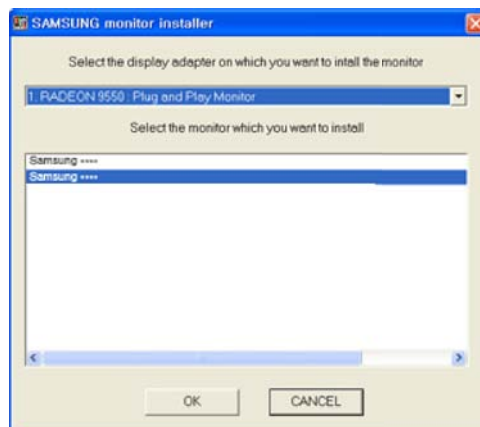 SAMSUNG monitor installer
Select the display adapter on which you want to intall the monitor
1. RADEON 9550 : Plug and Play Monitor
Select the monitor which you want to install
Samsung ****
Samsung ****
OK
CANCEL